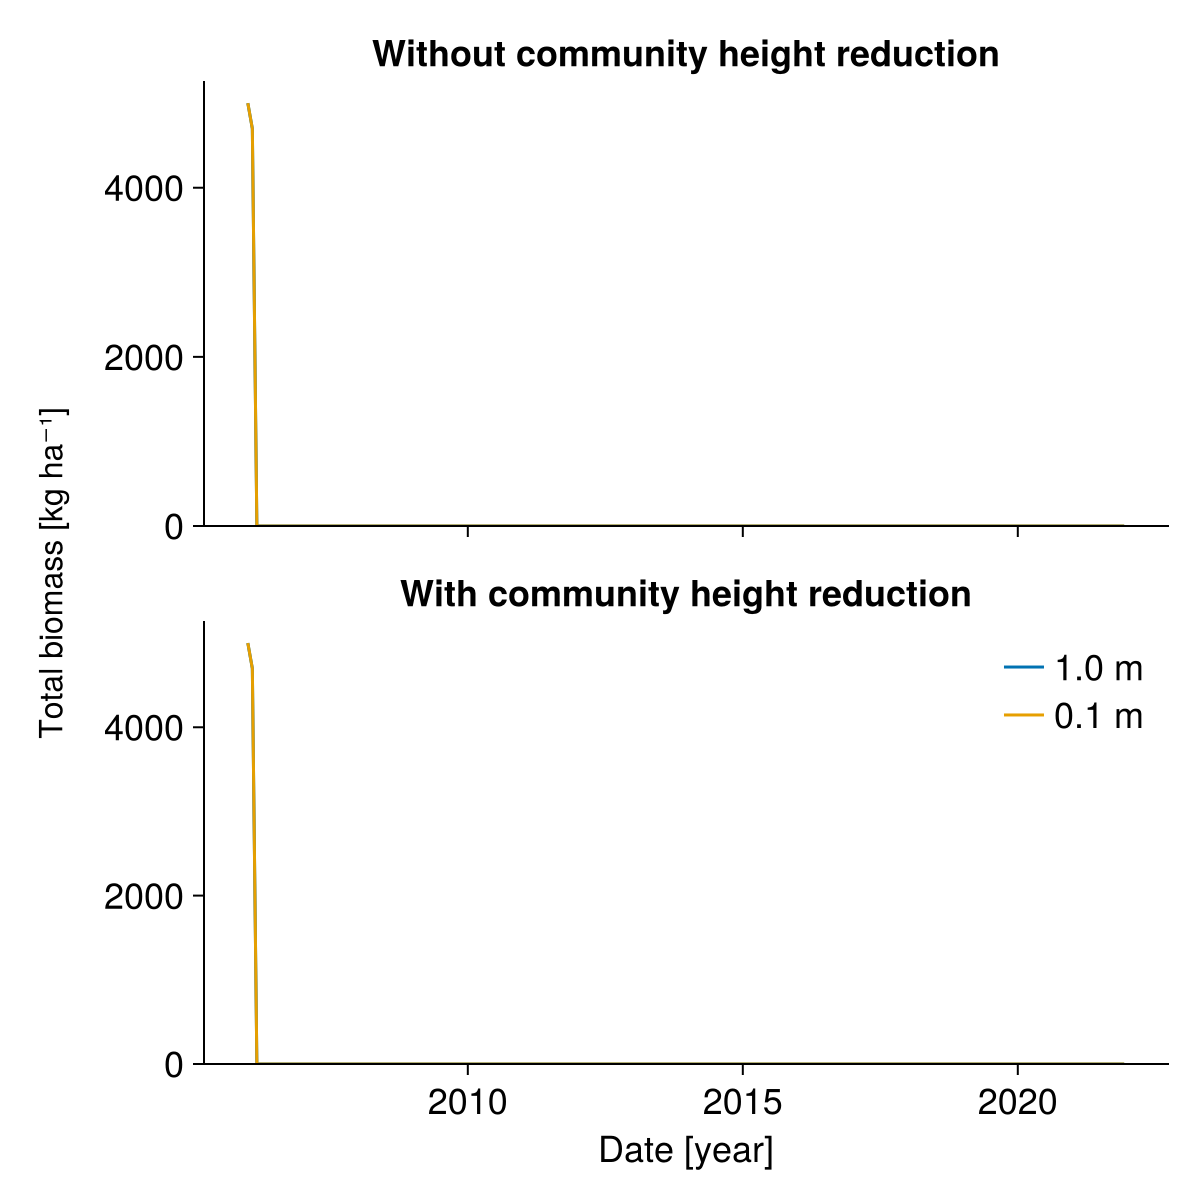 Without community height reduction
4000
2000
0
Total biomass [kg ha⁻¹]
With community height reduction
1.0 m
0.1 m
4000
2000
0
2010
2015
2020
Date [year]